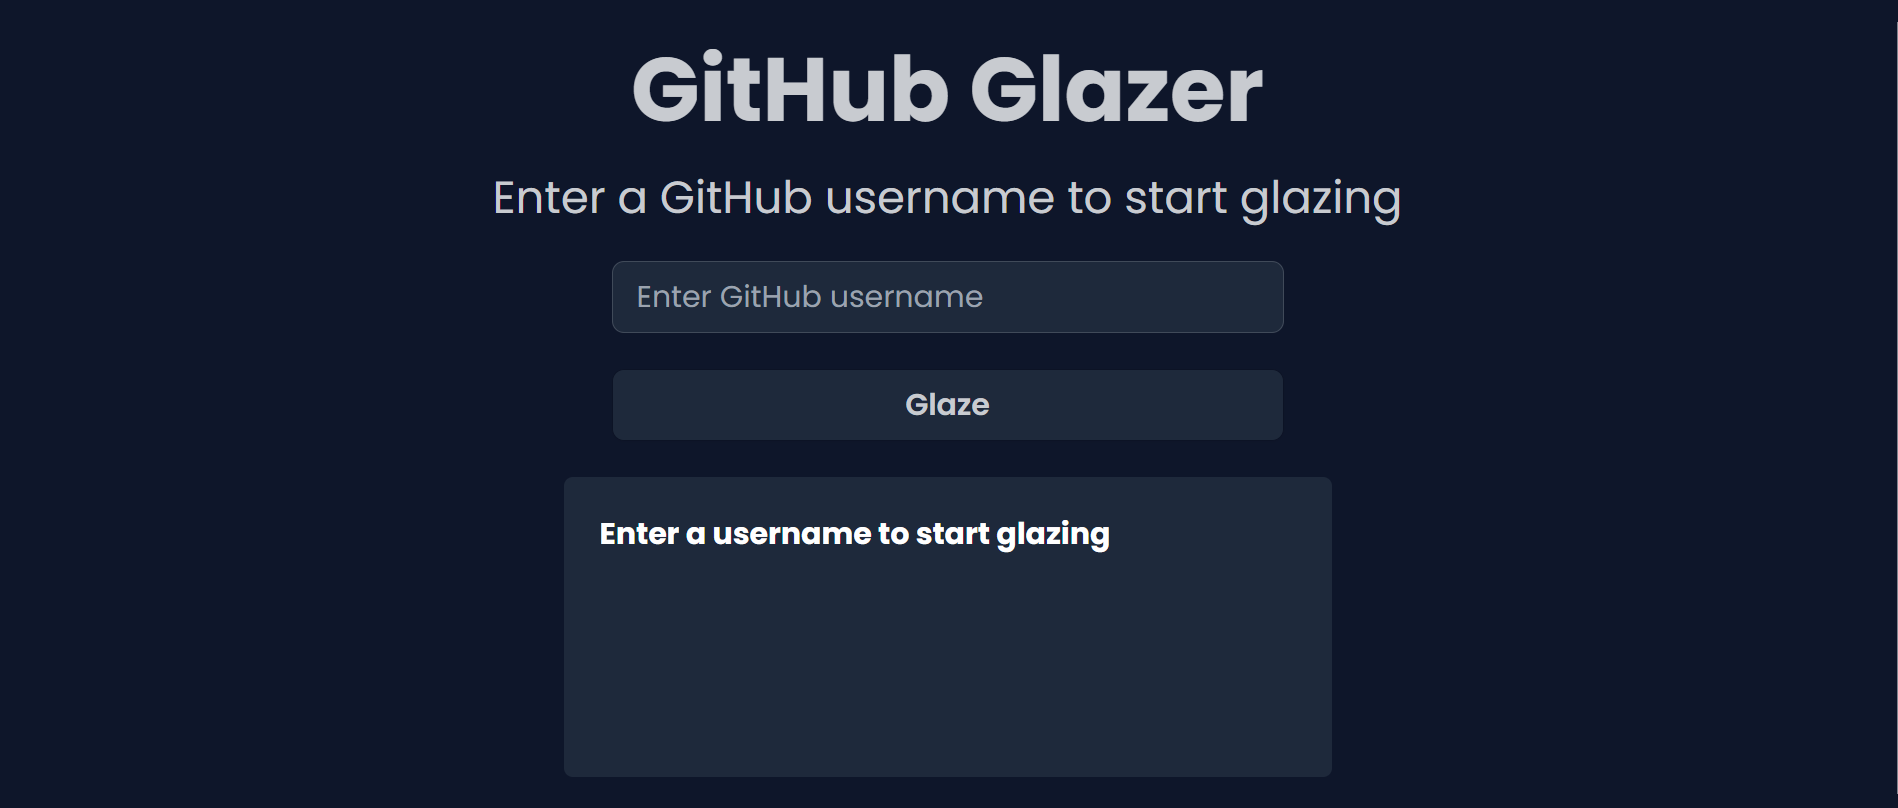 GitHub Glazer
Enter a GitHub username to start glazing
Enter GitHub username
Glaze
Enter a username to start glazing